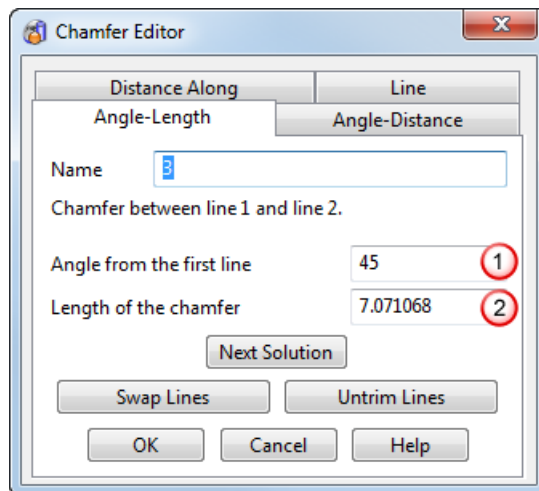 Chamfer Editor
x
Distance Along Line
Angle-Length Angle-Distance
Name 3
Chamfer between line 1 and line 2.
Angle from the first line 45 1
Length of the chamfer 7.071068 2
Next Solution
Swap Lines Untrim Lines
OK Cancel Help